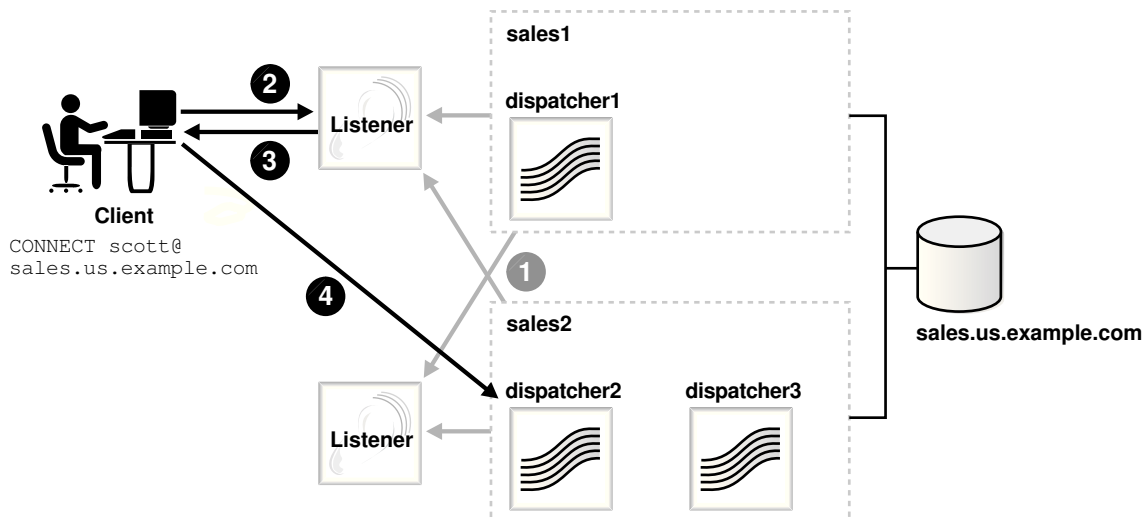 sales1
2
dispatcher1
Listener
3
Client
CONNECT scott@
sales.us.example.com
1
4
sales2
sales.us.example.com
dispatcher2
dispatcher3
Listener